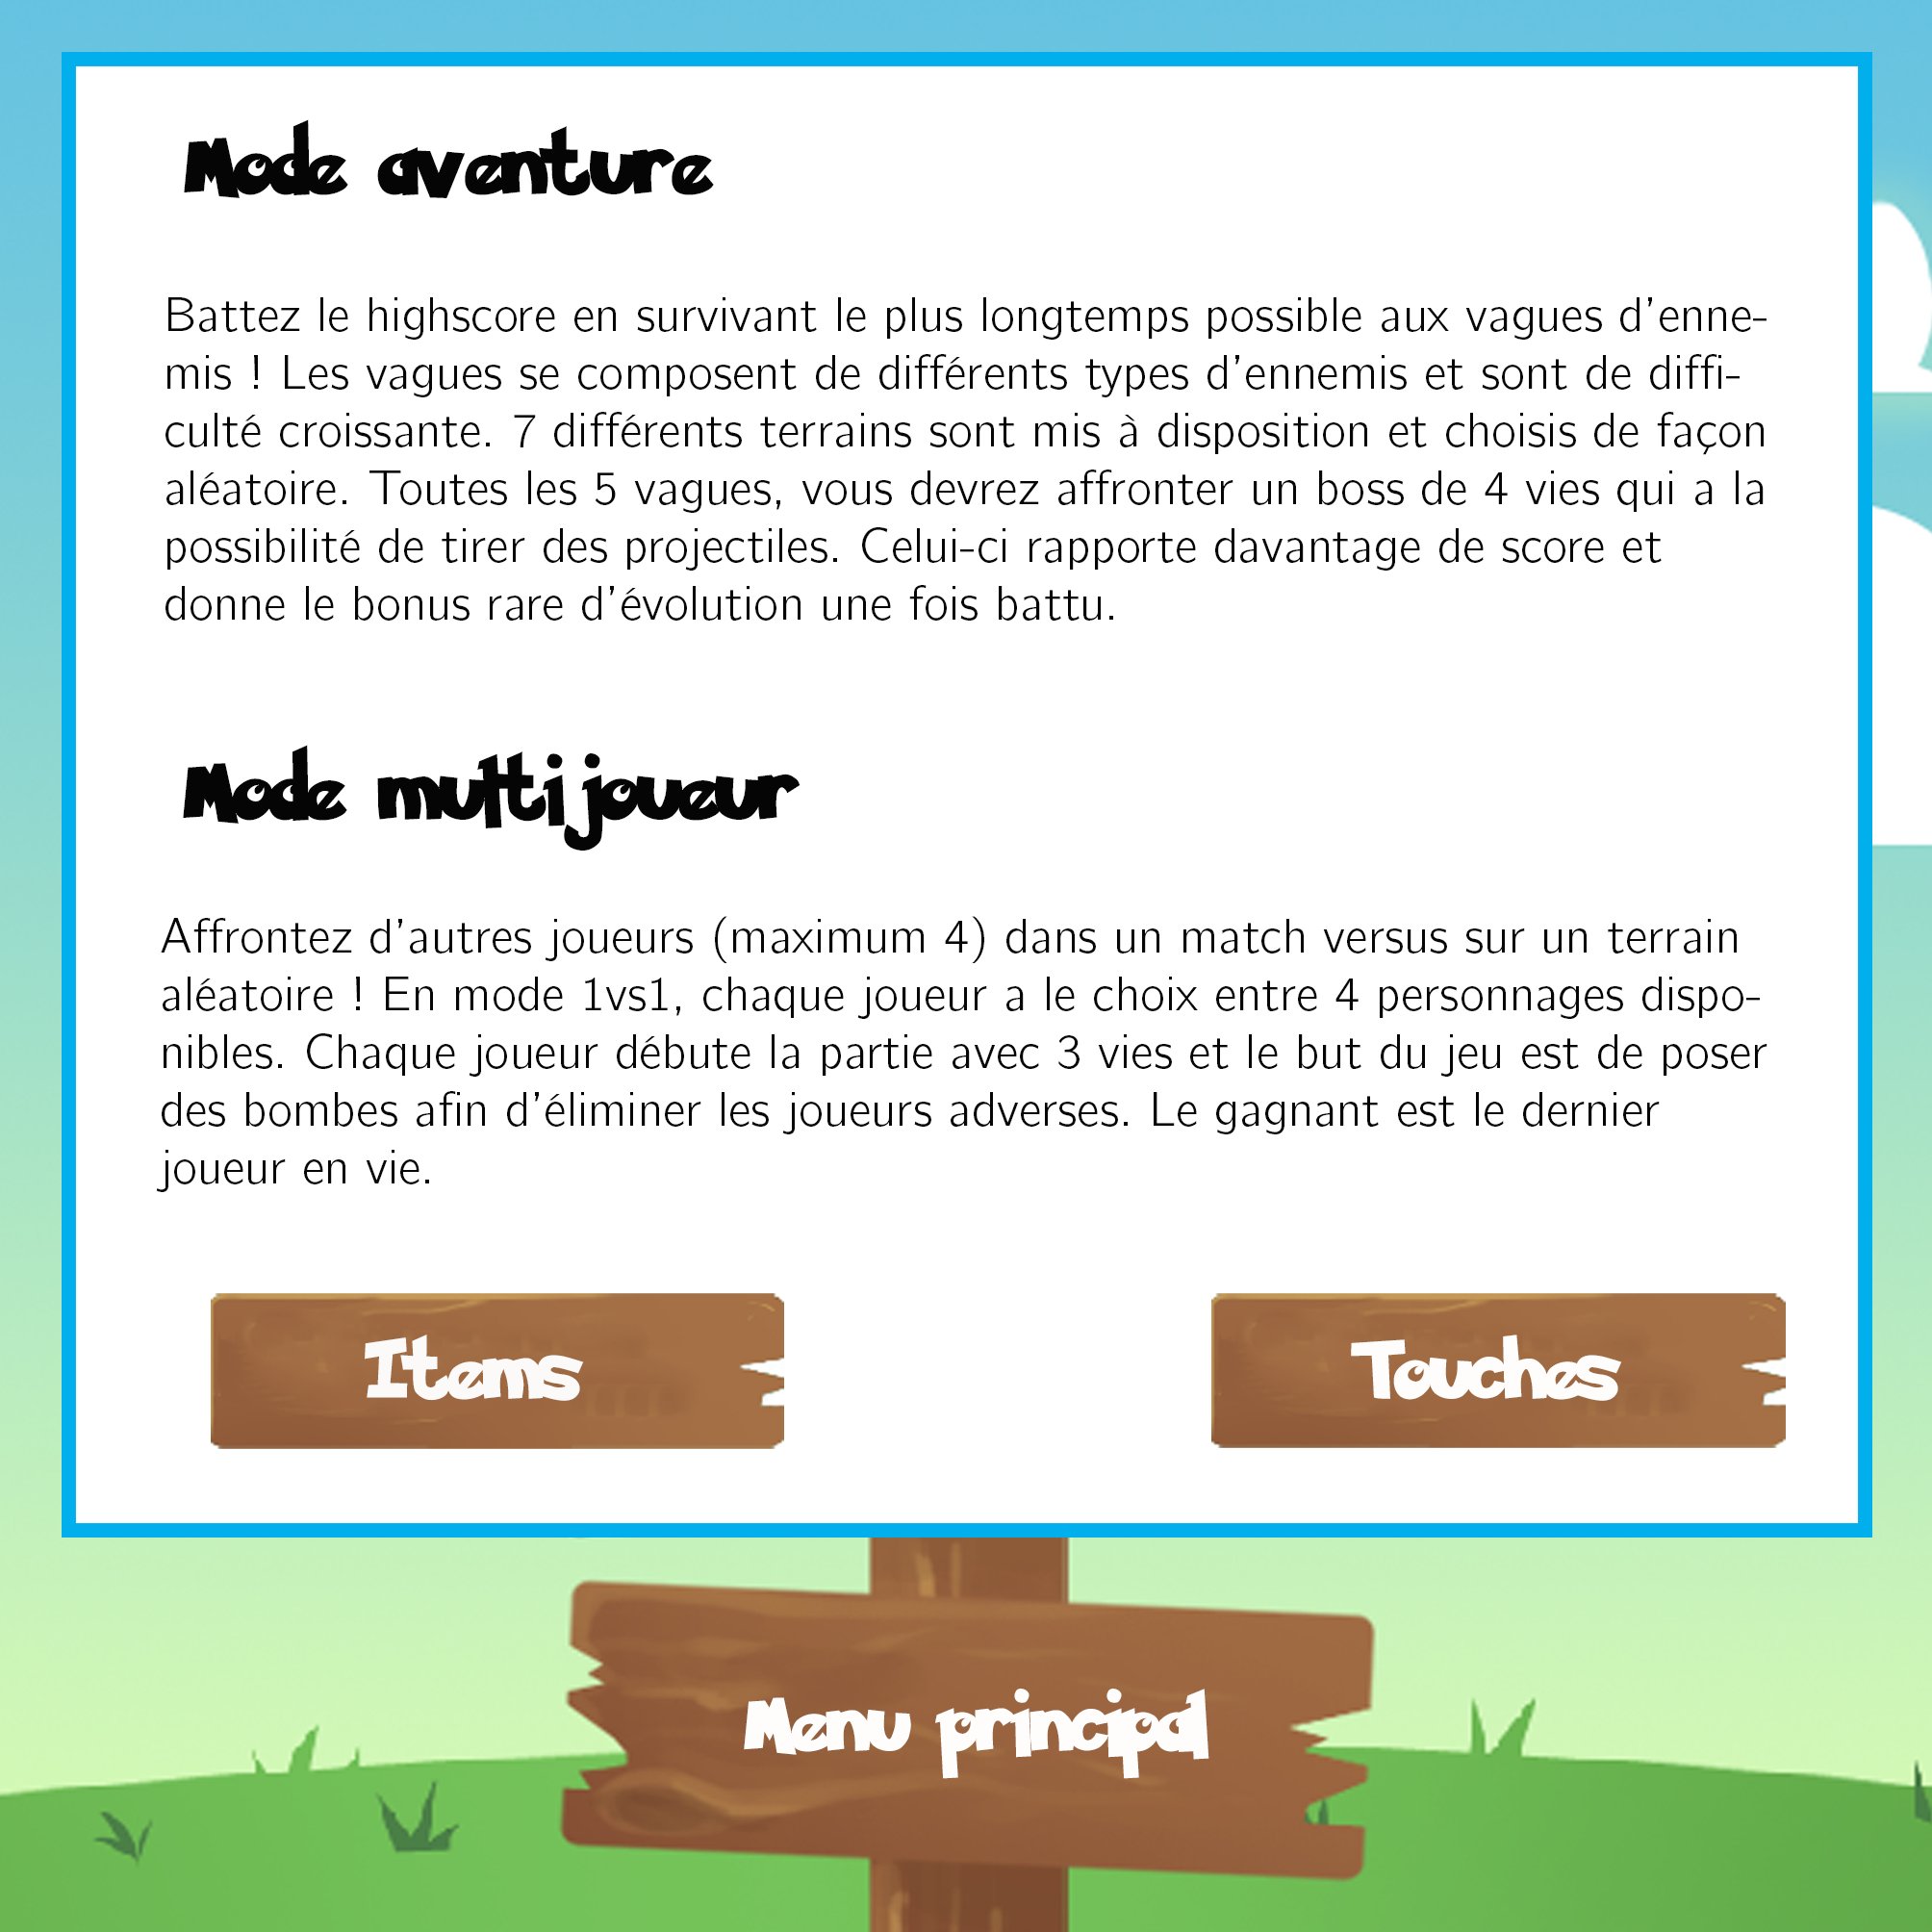 Mode aventure
Battez le highscore en survivant le plus longtemps possible aux vagues d'enne-
mis ! Les vagues se composent de différents types d'ennemis et sont de diffi-
culté croissante. 7 différents terrains sont mis à disposition et choisis de façon
aléatoire. Toutes les 5 vagues, vous devrez affronter un boss de 4 vies qui a la
possibilité de tirer des projectiles. Celui-ci rapporte davantage de score et
donne le bonus rare d'évolution une fois battu.
Mode multijoueur
Affrontez d'autres joueurs (maximum 4) dans un match versus sur un terrain
aléatoire ! En mode 1vs1, chaque joueur a le choix entre 4 personnages dispo-
nibles. Chaque joueur débute la partie avec 3 vies et le but du jeu est de poser
des bombes afin d'éliminer les joueurs adverses. Le gagnant est le dernier
joueur en vie.
Items
Touches
Menu principal